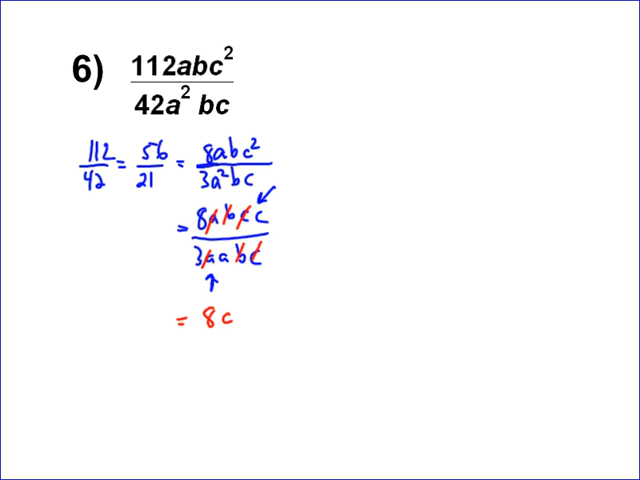 6) 112abc² / 42a² bc
112/42 = 56/21 = 8abc²/3a²bc
= 8abcc/3aabc
= 8c